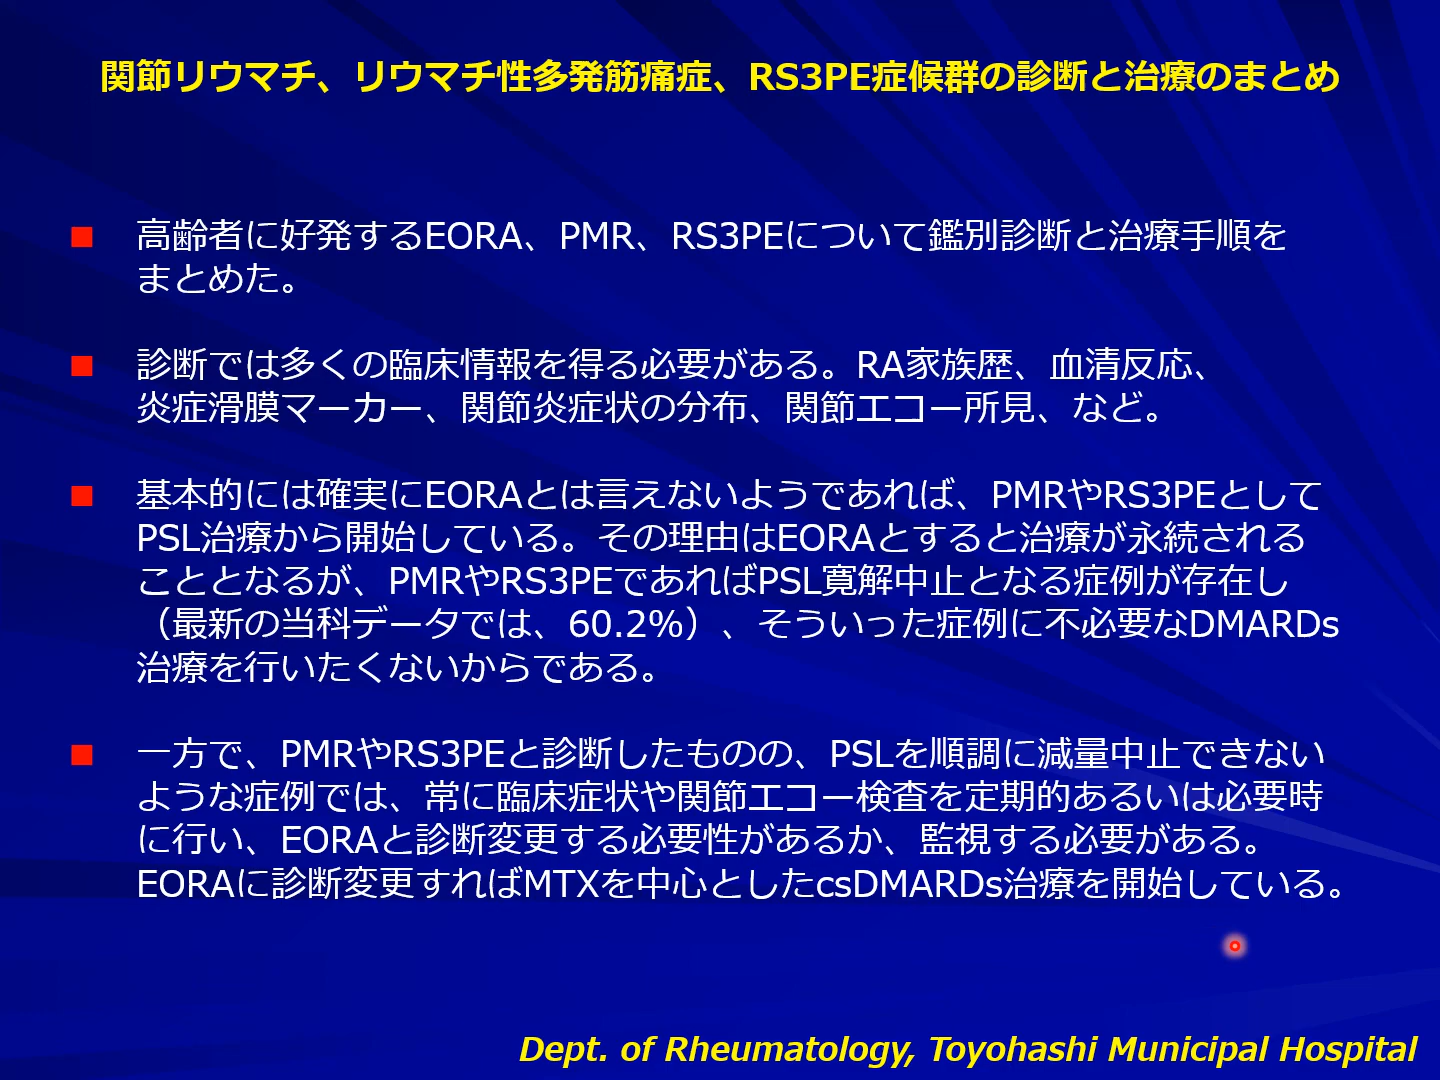 関節リウマチ、リウマチ性多発筋痛症、RS3PE症候群の診断と治療のまとめ
■ 高齢者に好発するEORA、PMR、RS3PEについて鑑別診断と治療手順を
まとめた。
■ 診断では多くの臨床情報を得る必要がある。RA家族歴、血清反応、
炎症滑膜マーカー、関節炎症状の分布、関節エコー所見、など。
■ 基本的には確実にEORAとは言えないようであれば、PMRやRS3PEとして
PSL治療から開始している。その理由はEORAとすると治療が永続される
こととなるが、PMRやRS3PEであればPSL寛解中止となる症例が存在し
（最新の当科データでは、60.2%）、そういった症例に不必要なDMARDs
治療を行いたくないからである。
■ 一方で、PMRやRS3PEと診断したものの、PSLを順調に減量中止できない
ような症例では、常に臨床症状や関節エコー検査を定期的あるいは必要時
に行い、EORAと診断変更する必要性があるか、監視する必要がある。
EORAに診断変更すればMTXを中心としたcsDMARDs治療を開始している。
Dept. of Rheumatology, Toyohashi Municipal Hospital